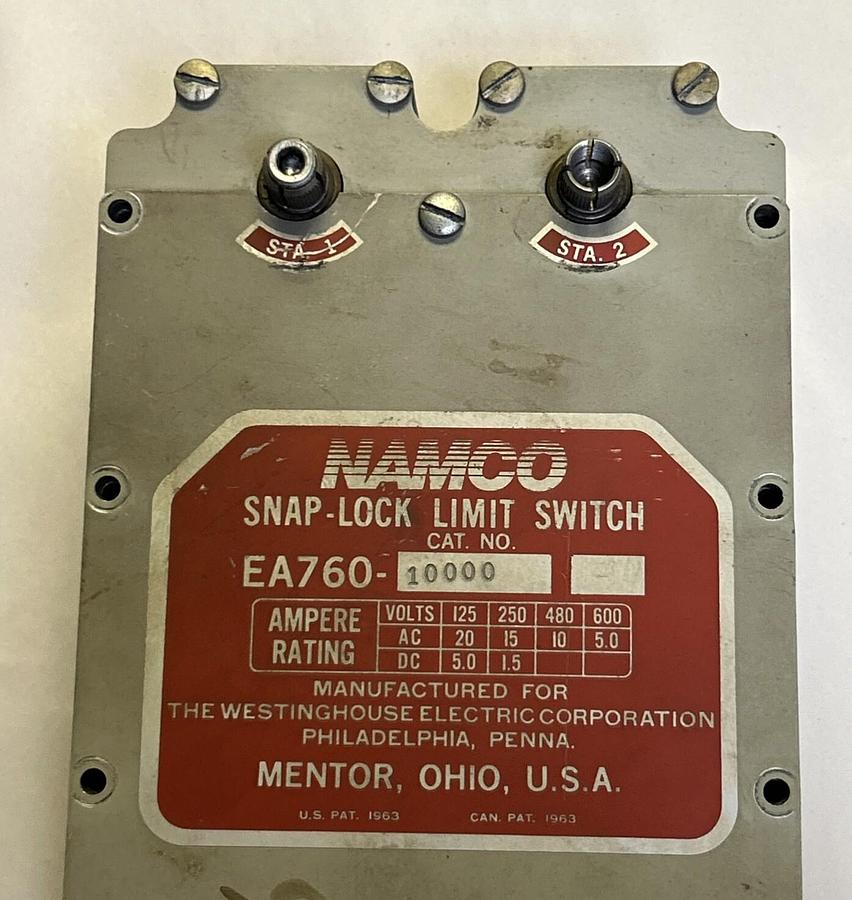 STA. 1
STA. 2
NAMCO
SNAP-LOCK LIMIT SWITCH
CAT. NO.
EA760- 10000
AMPERE RATING
VOLTS 125 250 480 600
AC 20 15 10 5.0
DC 5.0 1.5
MANUFACTURED FOR
THE WESTINGHOUSE ELECTRIC CORPORATION
PHILADELPHIA, PENNA.
MENTOR, OHIO, U.S.A.
U.S. PAT. 1963 CAN. PAT. 1963